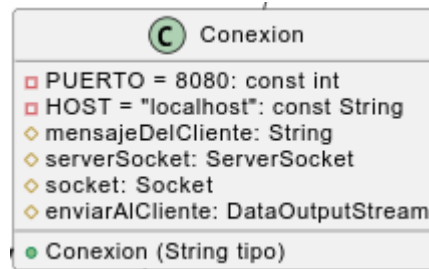 C Conexion
PUERTO = 8080: const int
HOST = "localhost": const String
mensajeDelCliente: String
serverSocket: ServerSocket
socket: Socket
enviarAlCliente: DataOutputStream
Conexion (String tipo)